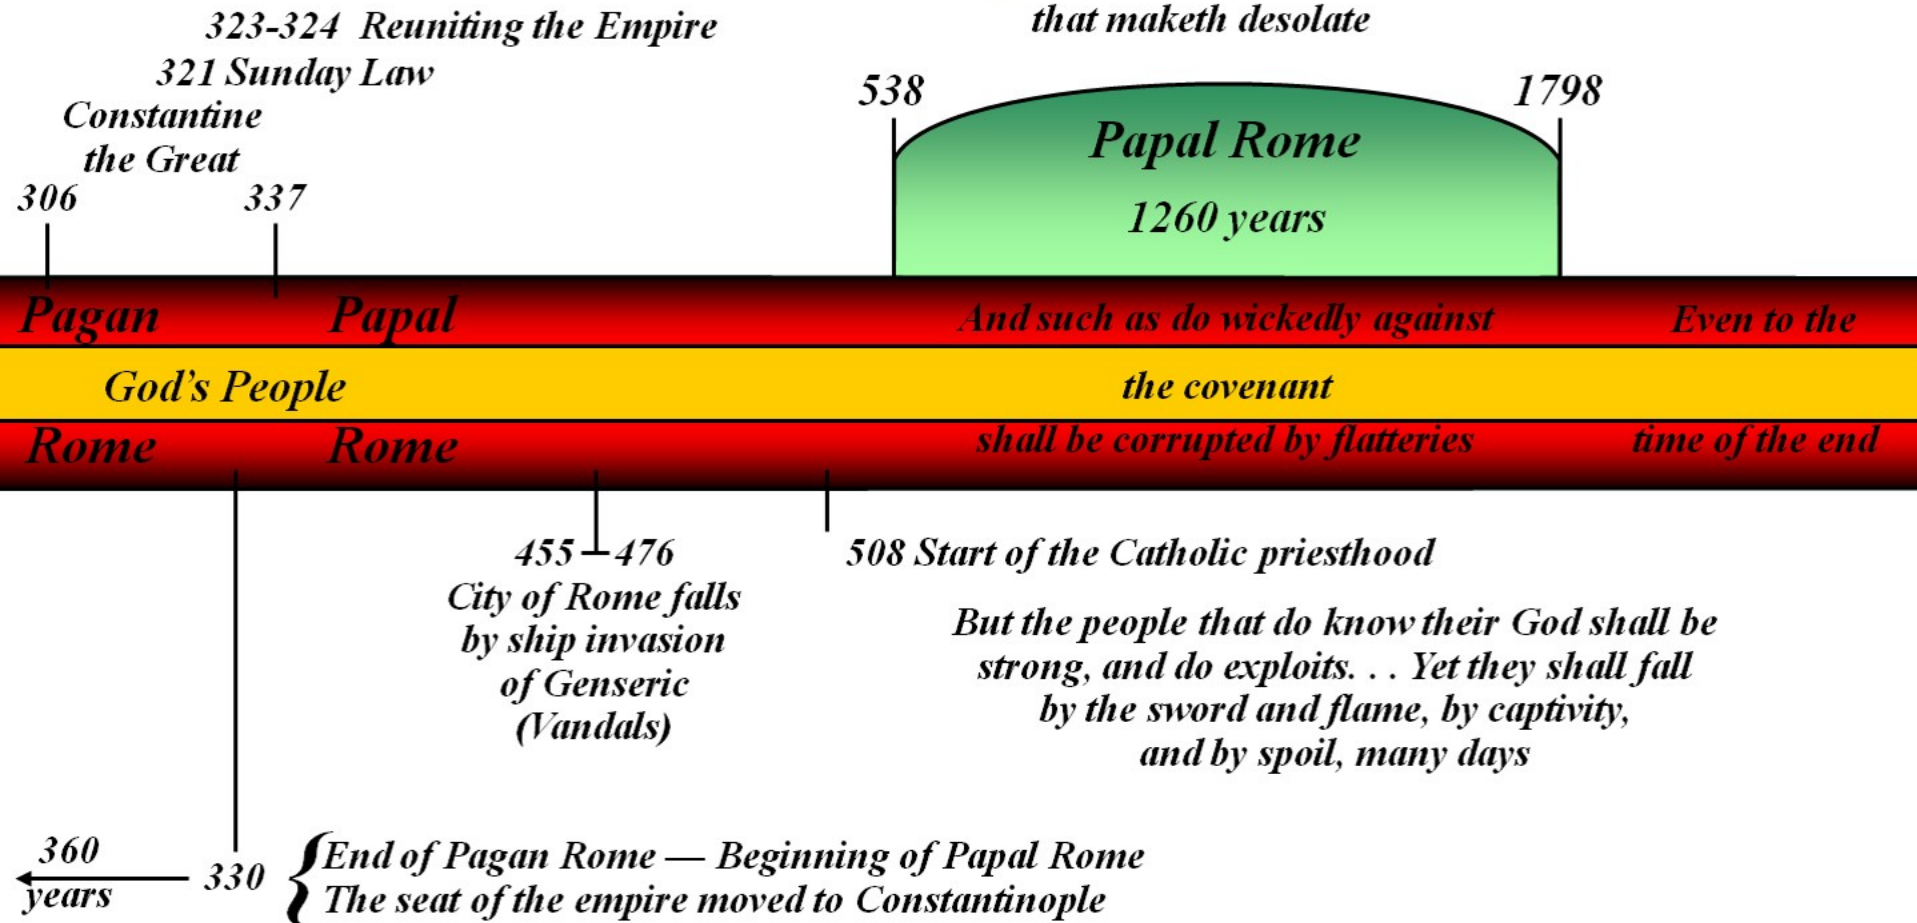 323-324 Reuniting the Empire
321 Sunday Law
Constantine
the Great
306
337
that maketh desolate
538
1798
Papal Rome
1260 years
Pagan
Papal
And such as do wickedly against
Even to the
God's People
the covenant
Rome
Rome
shall be corrupted by flatteries
time of the end
455
476
City of Rome falls
by ship invasion
of Genseric
(Vandals)
508 Start of the Catholic priesthood
But the people that do know their God shall be
strong, and do exploits. . . Yet they shall fall
by the sword and flame, by captivity,
and by spoil, many days
360
years
330
{
End of Pagan Rome — Beginning of Papal Rome
The seat of the empire moved to Constantinople